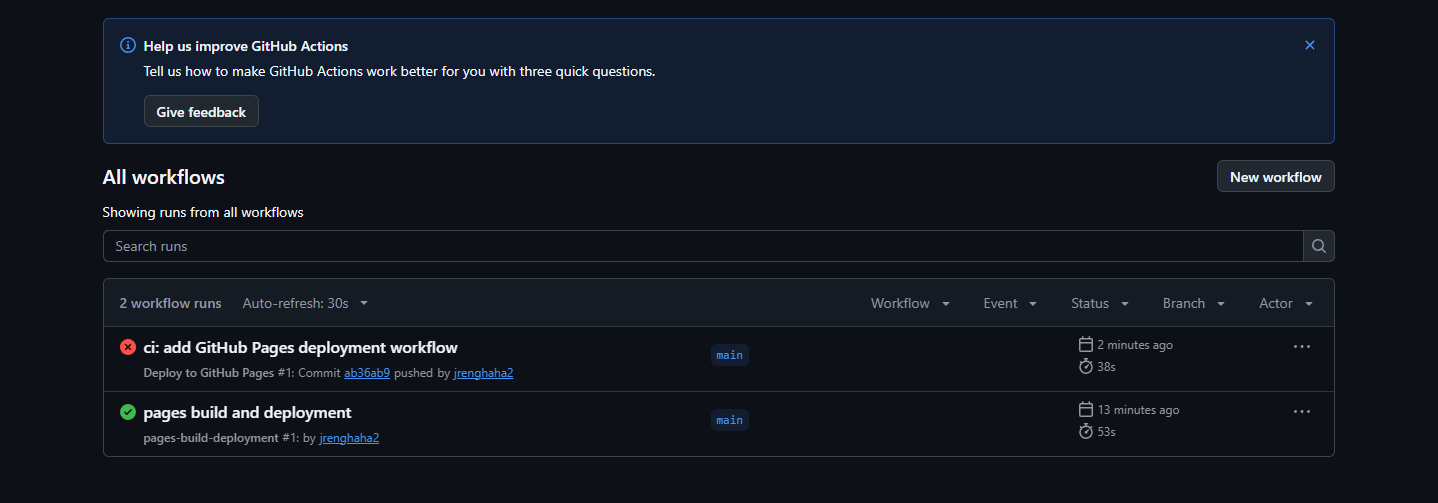 Help us improve GitHub Actions
Tell us how to make GitHub Actions work better for you with three quick questions.
Give feedback
All workflows
New workflow
Showing runs from all workflows
Search runs
2 workflow runs Auto-refresh: 30s Workflow Event Status Branch Actor
ci: add GitHub Pages deployment workflow main 2 minutes ago
Deploy to GitHub Pages #1: Commit ab36ab9 pushed by jrenghaha2 38s
pages build and deployment main 13 minutes ago
pages-build-deployment #1: by jrenghaha2 53s